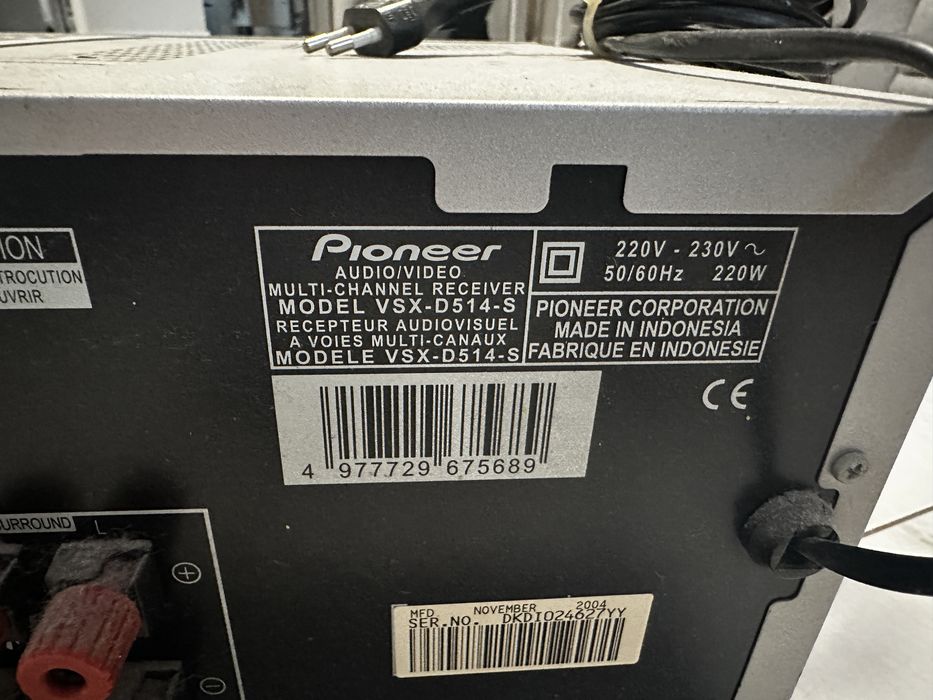 ION
TROCUTION
UVRIR
Pioneer
AUDIO/VIDEO
MULTI-CHANNEL RECEIVER
MODEL VSX-D514-S
RECEPTEUR AUDIOVISUEL
A VOIES MULTI-CANAUX
MODELE VSX-D514-S
220V - 230V ~
50/60Hz 220W
PIONEER CORPORATION
MADE IN INDONESIA
FABRIQUE EN INDONESIE
CE
4 977729 675689
SURROUND L
+
-
MFD. NOVEMBER 2004
SER.NO. DKDI024627YY